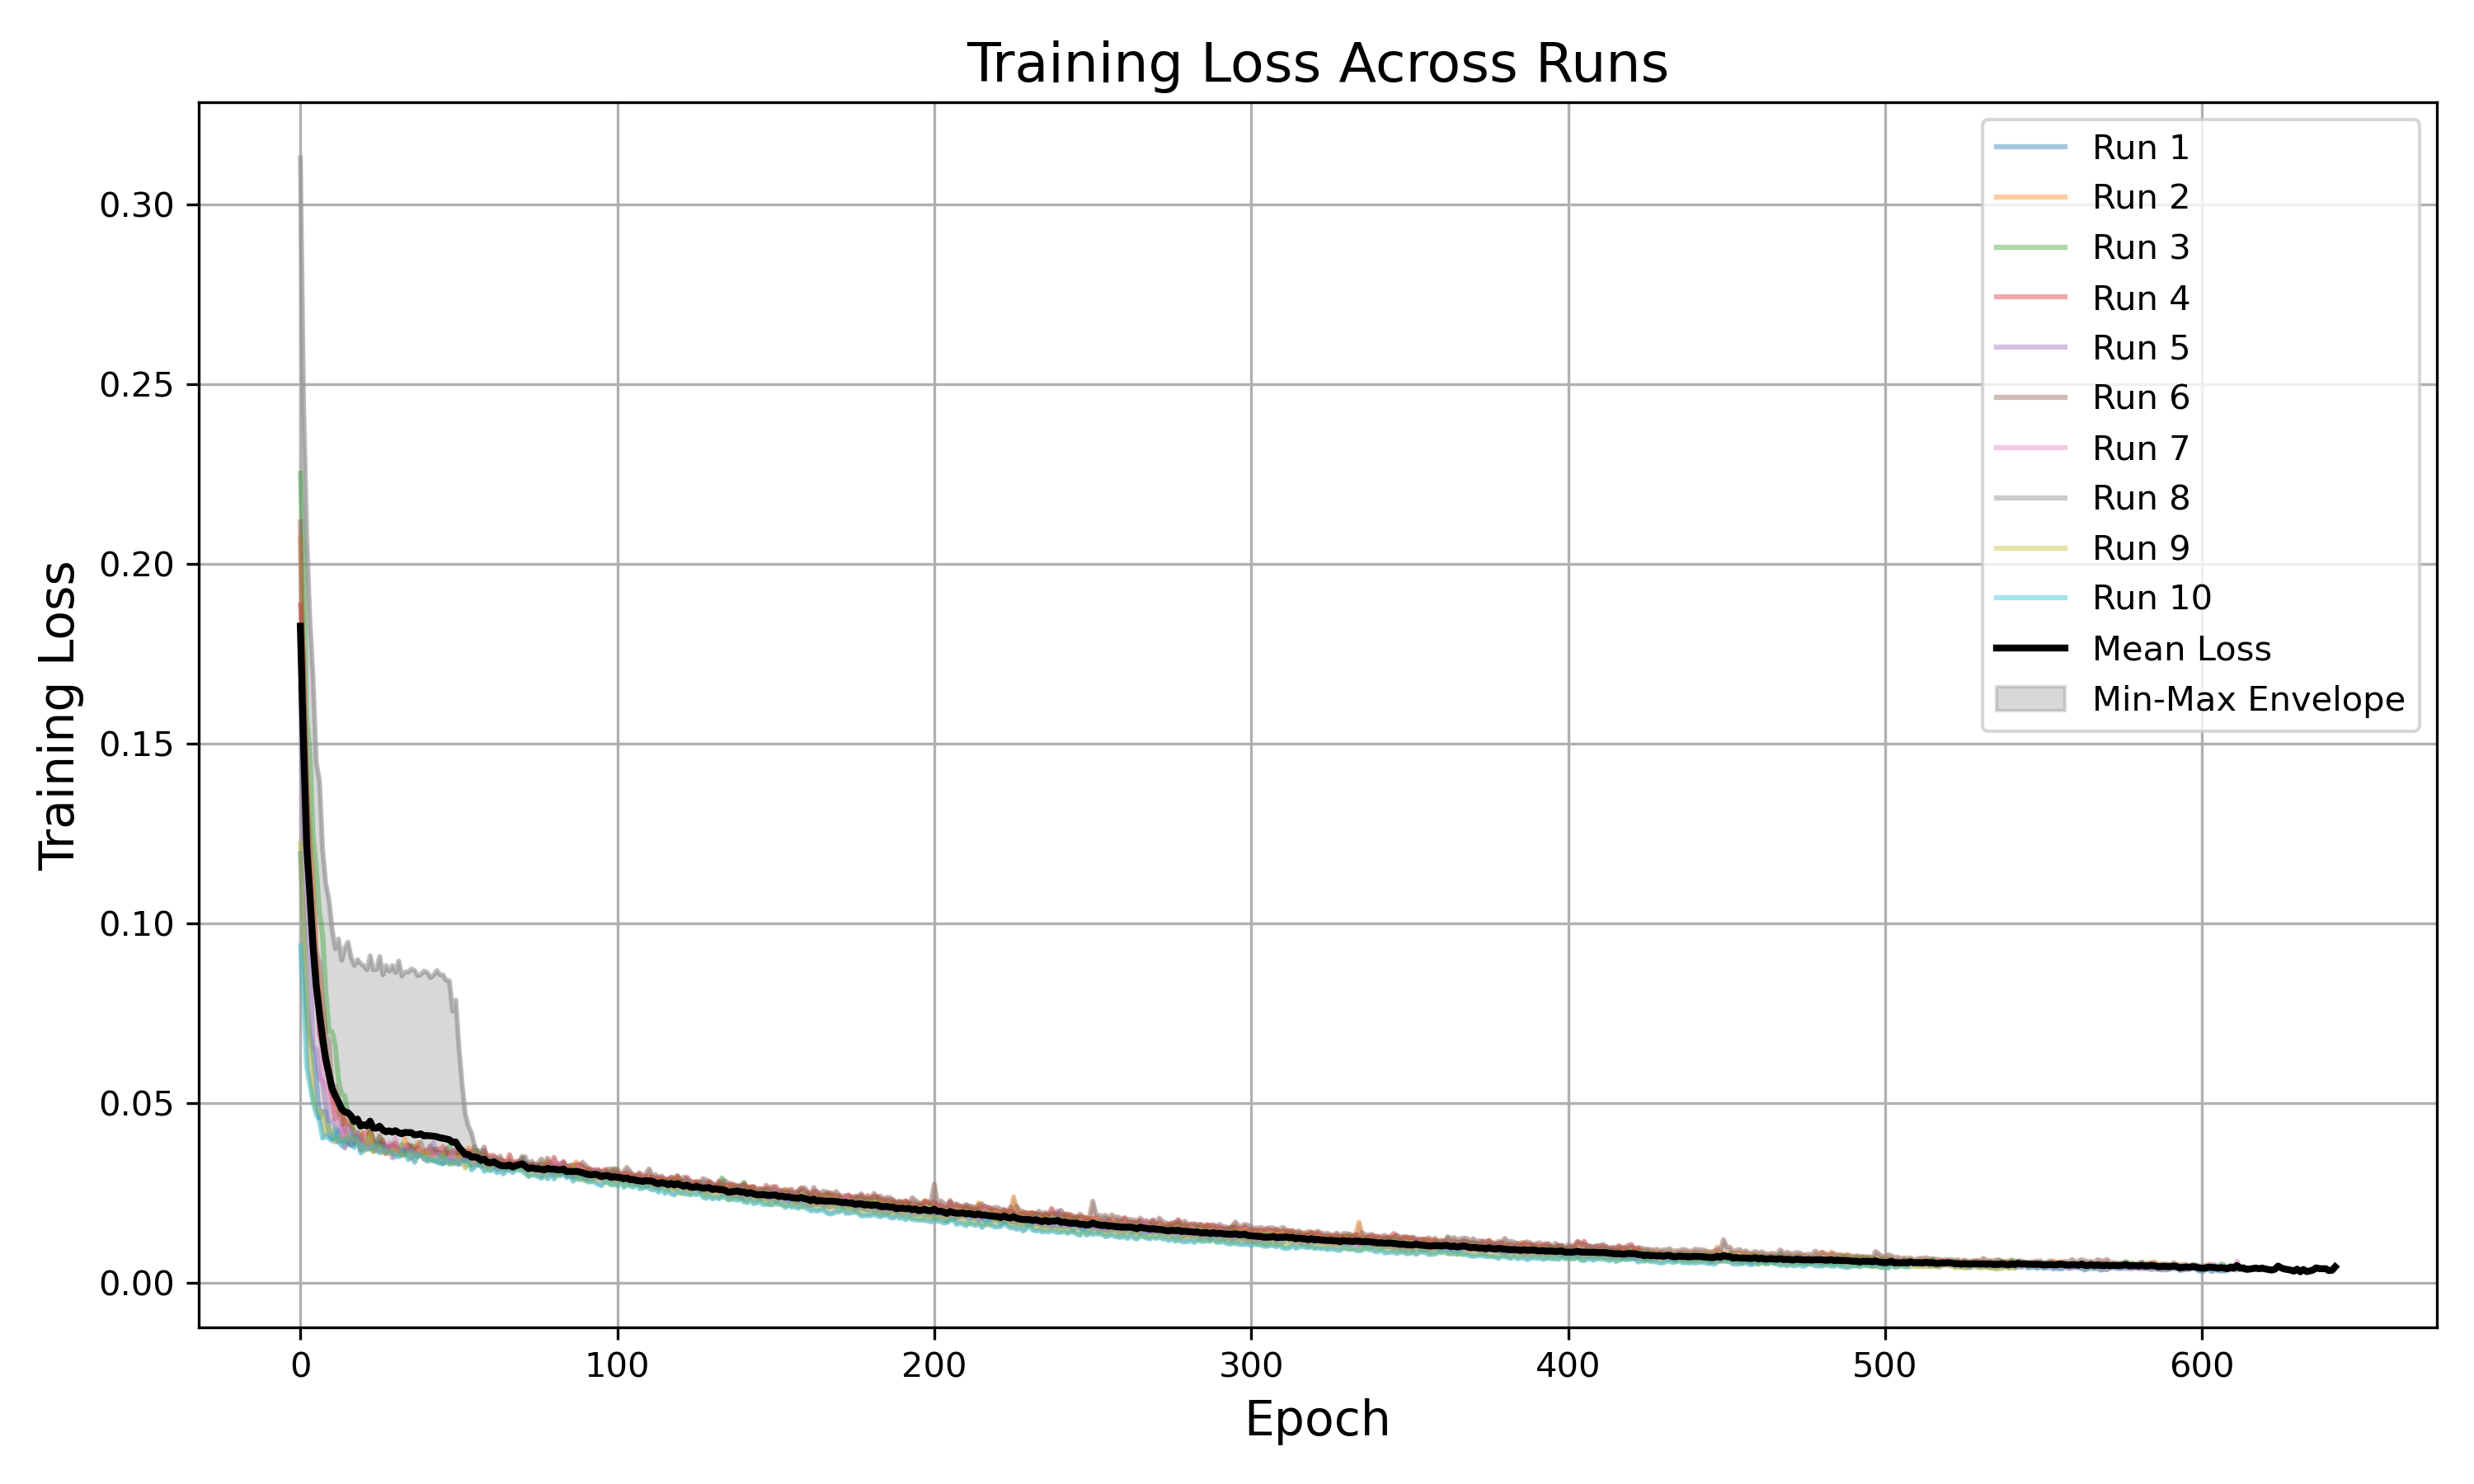 Training Loss Across Runs
Training Loss
0.30
0.25
0.20
0.15
0.10
0.05
0.00
Run 1
Run 2
Run 3
Run 4
Run 5
Run 6
Run 7
Run 8
Run 9
Run 10
Mean Loss
Min-Max Envelope
0 100 200 300 400 500 600
Epoch